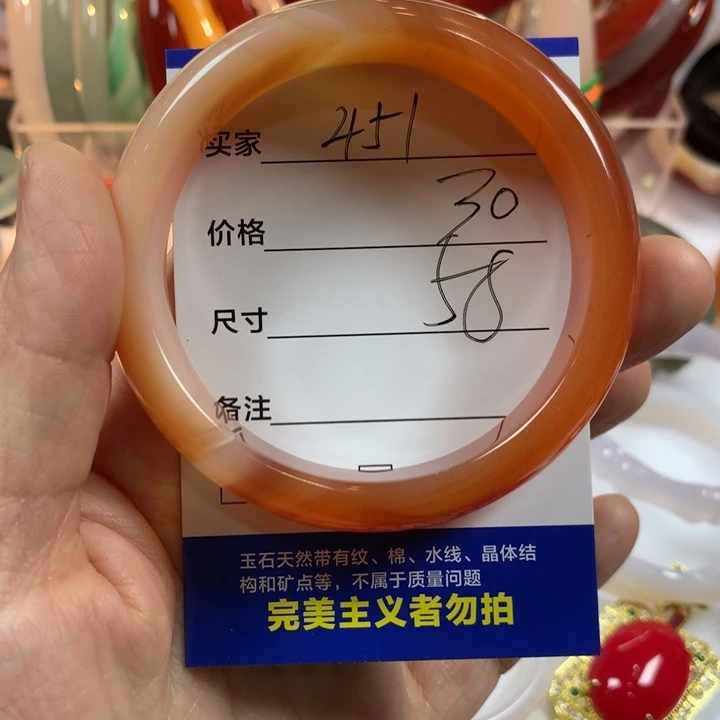 买家 451
价格 30
尺寸 58
备注
玉石天然带有纹、棉、水线、晶体结
构和矿点等，不属于质量问题
完美主义者勿拍